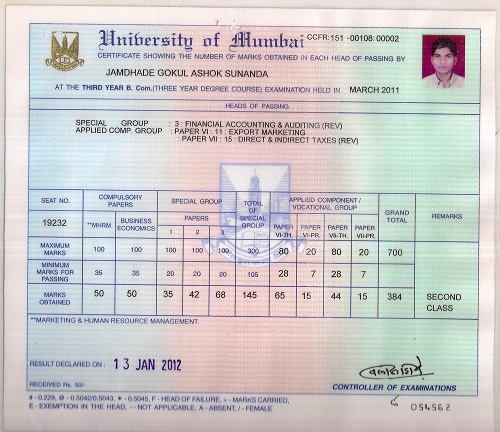 University of Mumbai
CCFR:151 -00108 00002
CERTIFICATE SHOWING THE NUMBER OF MARKS OBTAINED IN EACH HEAD OF PASSING BY
JAMDHADE GOKUL ASHOK SUNANDA
AT THE THIRD YEAR B. Com.(THREE YEAR DEGREE COURSE) EXAMINATION HELD IN MARCH 2011
HEADS OF PASSING
SPECIAL GROUP : 3 : FINANCIAL ACCOUNTING & AUDITING (REV)
APPLIED COMP. GROUP : PAPER VI : 11 : EXPORT MARKETING
: PAPER VII : 15 : DIRECT & INDIRECT TAXES (REV)
SEAT NO. COMPULSORY PAPERS SPECIAL GROUP TOTAL OF SPECIAL GROUP APPLIED COMPONENT / VOCATIONAL GROUP GRAND TOTAL REMARKS
19232 **MHRM BUSINESS ECONOMICS PAPERS 1 2 3 PAPER VI-TH. PAPER VI-PR. PAPER VII-TH. PAPER VII-PR.
MAXIMUM MARKS 100 100 100 100 100 300 80 20 80 20 700
MINIMUM MARKS FOR PASSING 35 35 20 20 20 105 28 7 28 7
MARKS OBTAINED 50 50 35 42 68 145 65 15 44 15 384 SECOND CLASS
**MARKETING & HUMAN RESOURCE MANAGEMENT.
RESULT DECLARED ON : 13 JAN 2012
RECEIVED Rs. 50/-
CONTROLLER OF EXAMINATIONS
# - 0.229, @ - 0.5042/0.5043, * - 0.5045, F - HEAD OF FAILURE, + - MARKS CARRIED,
E - EXEMPTION IN THE HEAD, - - NOT APPLICABLE, A - ABSENT, / - FEMALE
054562